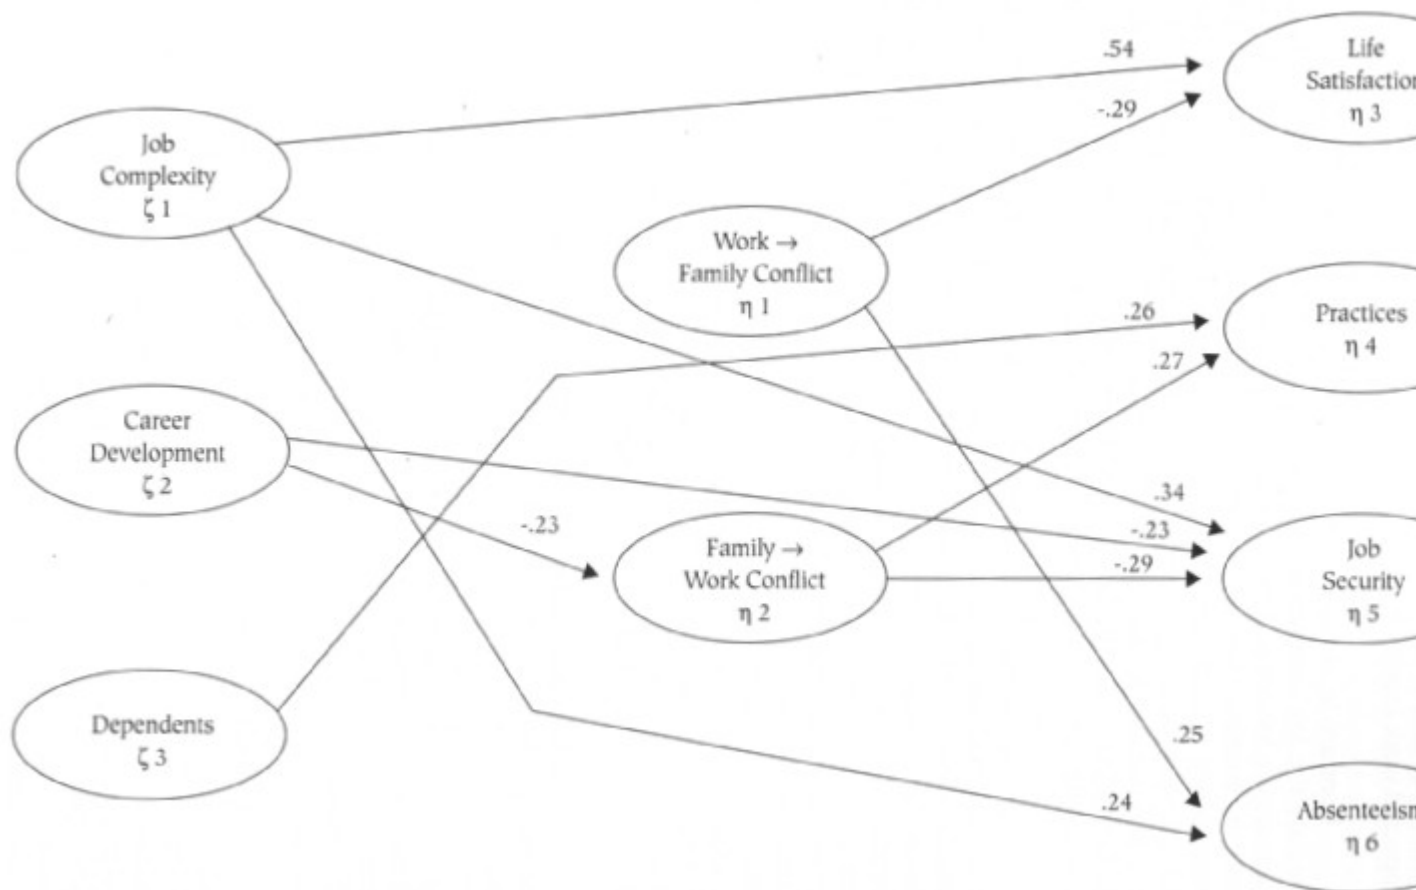 Job
Complexity
ζ 1
Career
Development
ζ 2
Dependents
ζ 3
Work →
Family Conflict
η 1
Family →
Work Conflict
η 2
Life
Satisfaction
η 3
Practices
η 4
Job
Security
η 5
Absenteeism
η 6
.54
-.29
.26
.27
-.23
.34
-.23
-.29
.25
.24